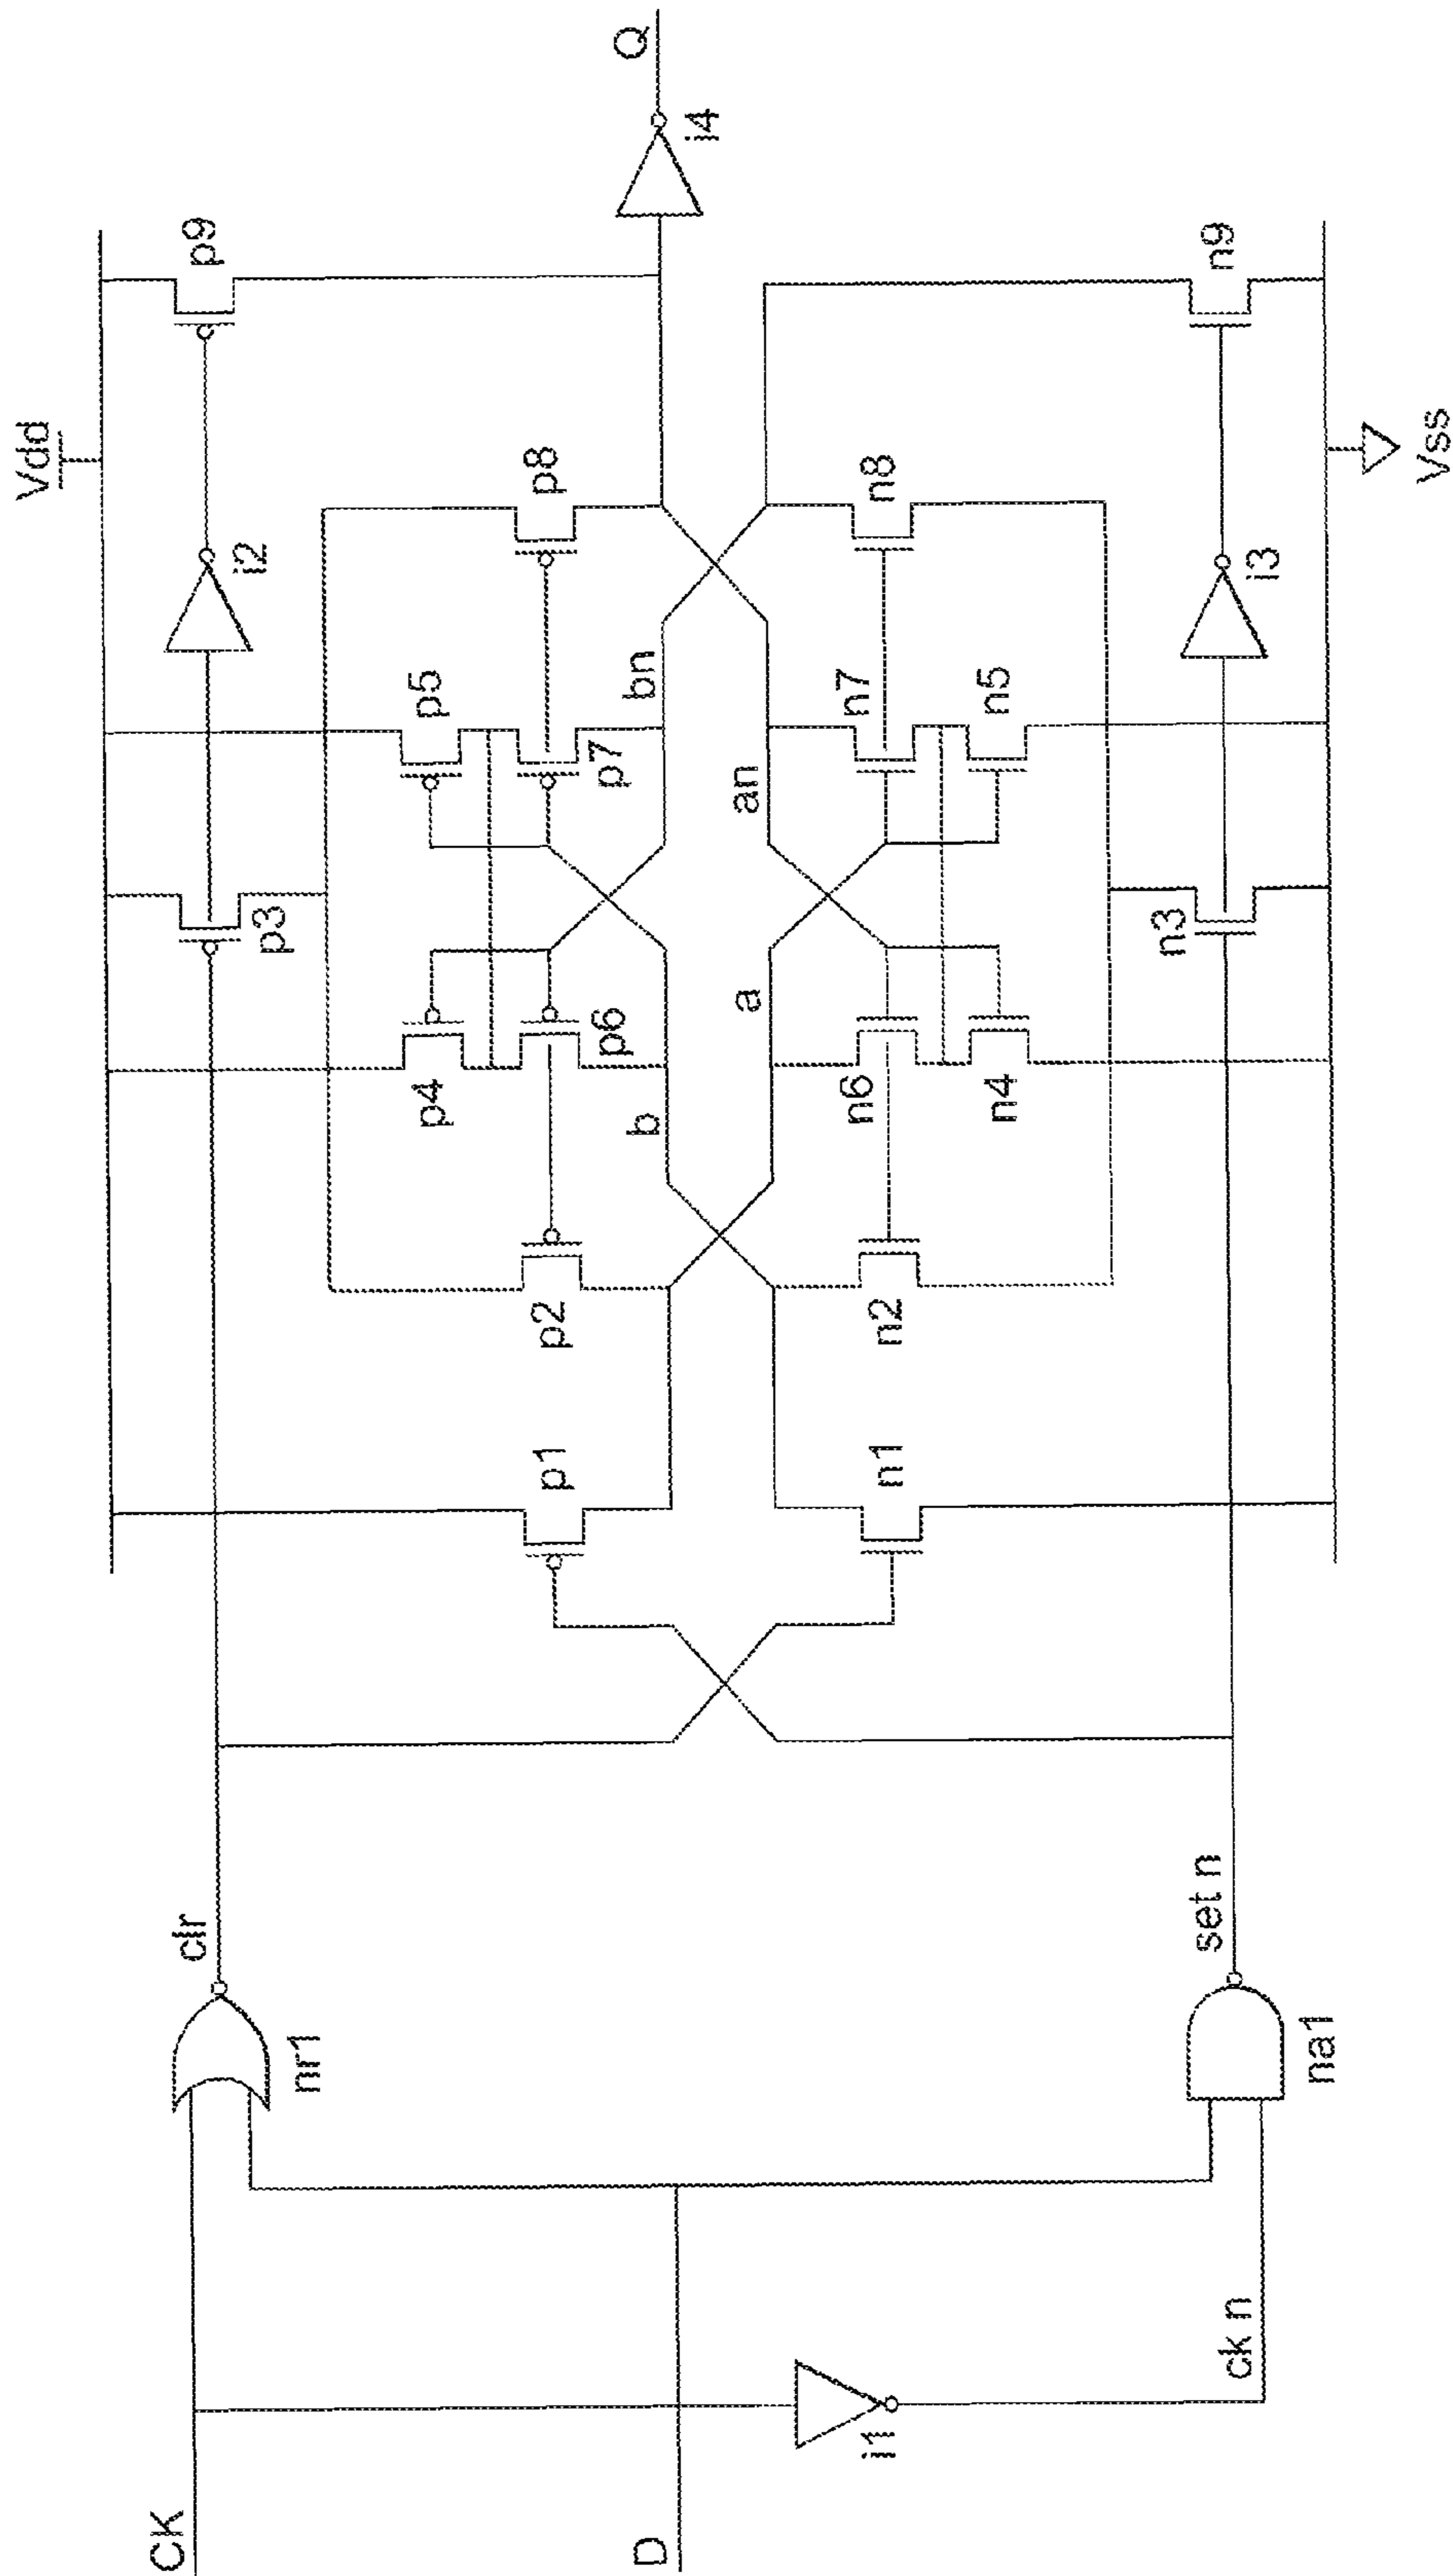 CK
D
i1
ck n
nr1
clr
na1
set n
Vdd
p1
n1
p2
n2
b
a
p4
p6
n6
n4
p3
n3
p5
p7
bn
an
n7
n5
p8
n8
i2
i3
p9
n9
i4
Q
Vss